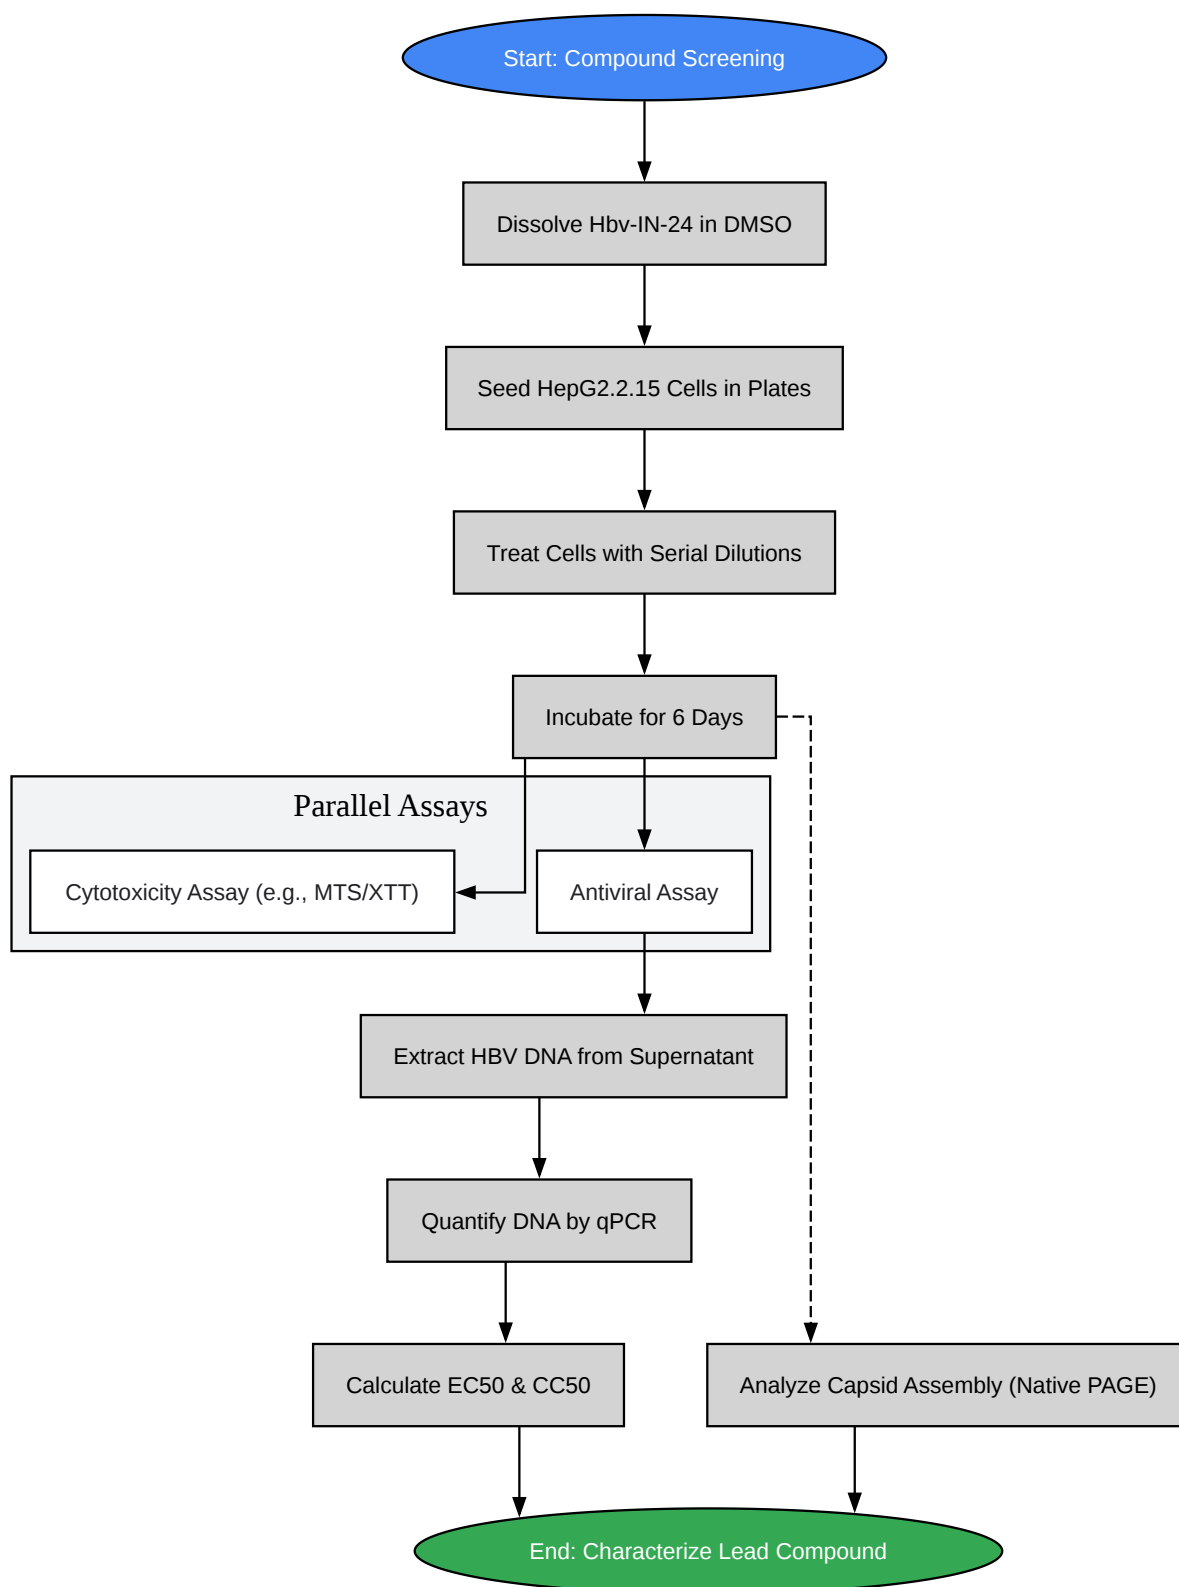 Start: Compound Screening
Dissolve Hbv-IN-24 in DMSO
Seed HepG2.2.15 Cells in Plates
Treat Cells with Serial Dilutions
Incubate for 6 Days
Parallel Assays
Cytotoxicity Assay (e.g., MTS/XTT)
Antiviral Assay
Extract HBV DNA from Supernatant
Quantify DNA by qPCR
Calculate EC50 & CC50
Analyze Capsid Assembly (Native PAGE)
End: Characterize Lead Compound